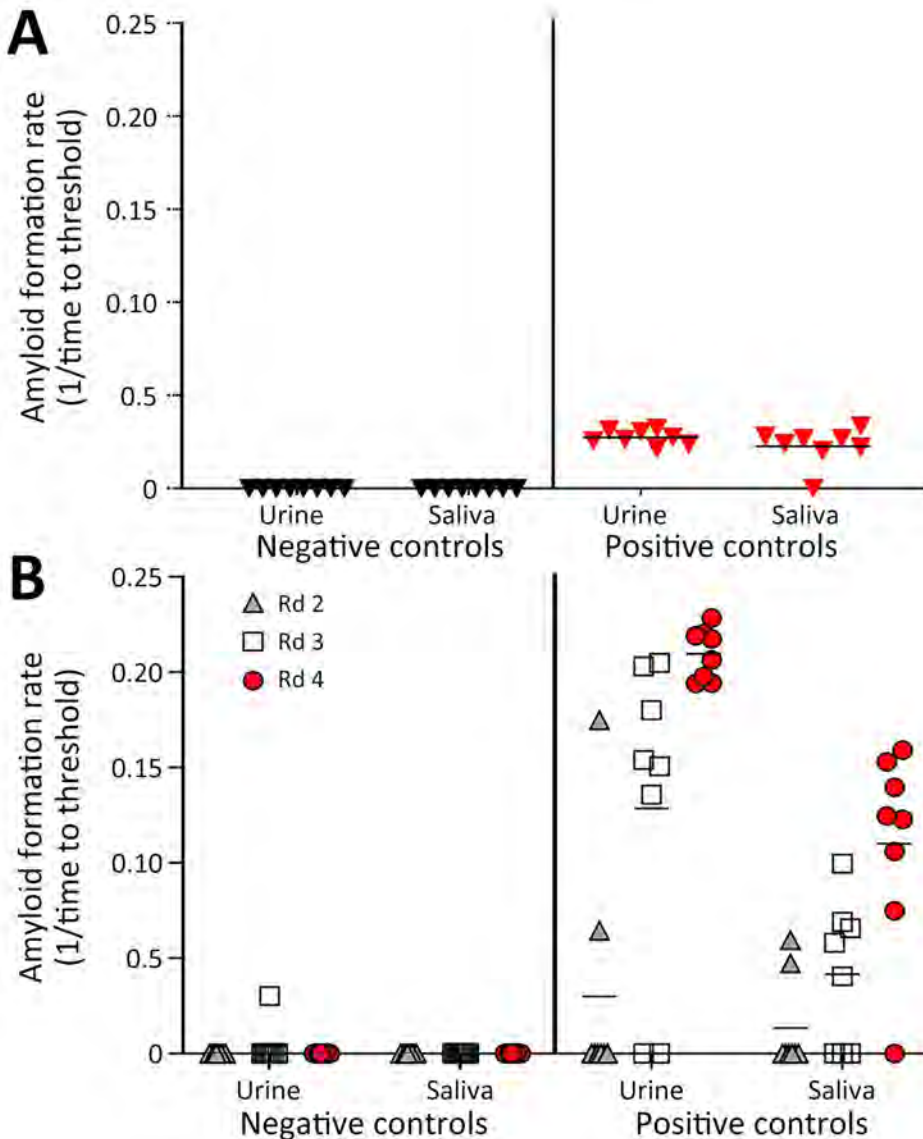 A
Amyloid formation rate
(1/time to threshold)
0.25
0.20
0.15
0.10
0.5
0
Urine
Saliva
Urine
Saliva
Negative controls
Positive controls
B
Amyloid formation rate
(1/time to threshold)
0.25
0.20
0.15
0.10
0.5
0
Rd 2
Rd 3
Rd 4
Urine
Saliva
Urine
Saliva
Negative controls
Positive controls